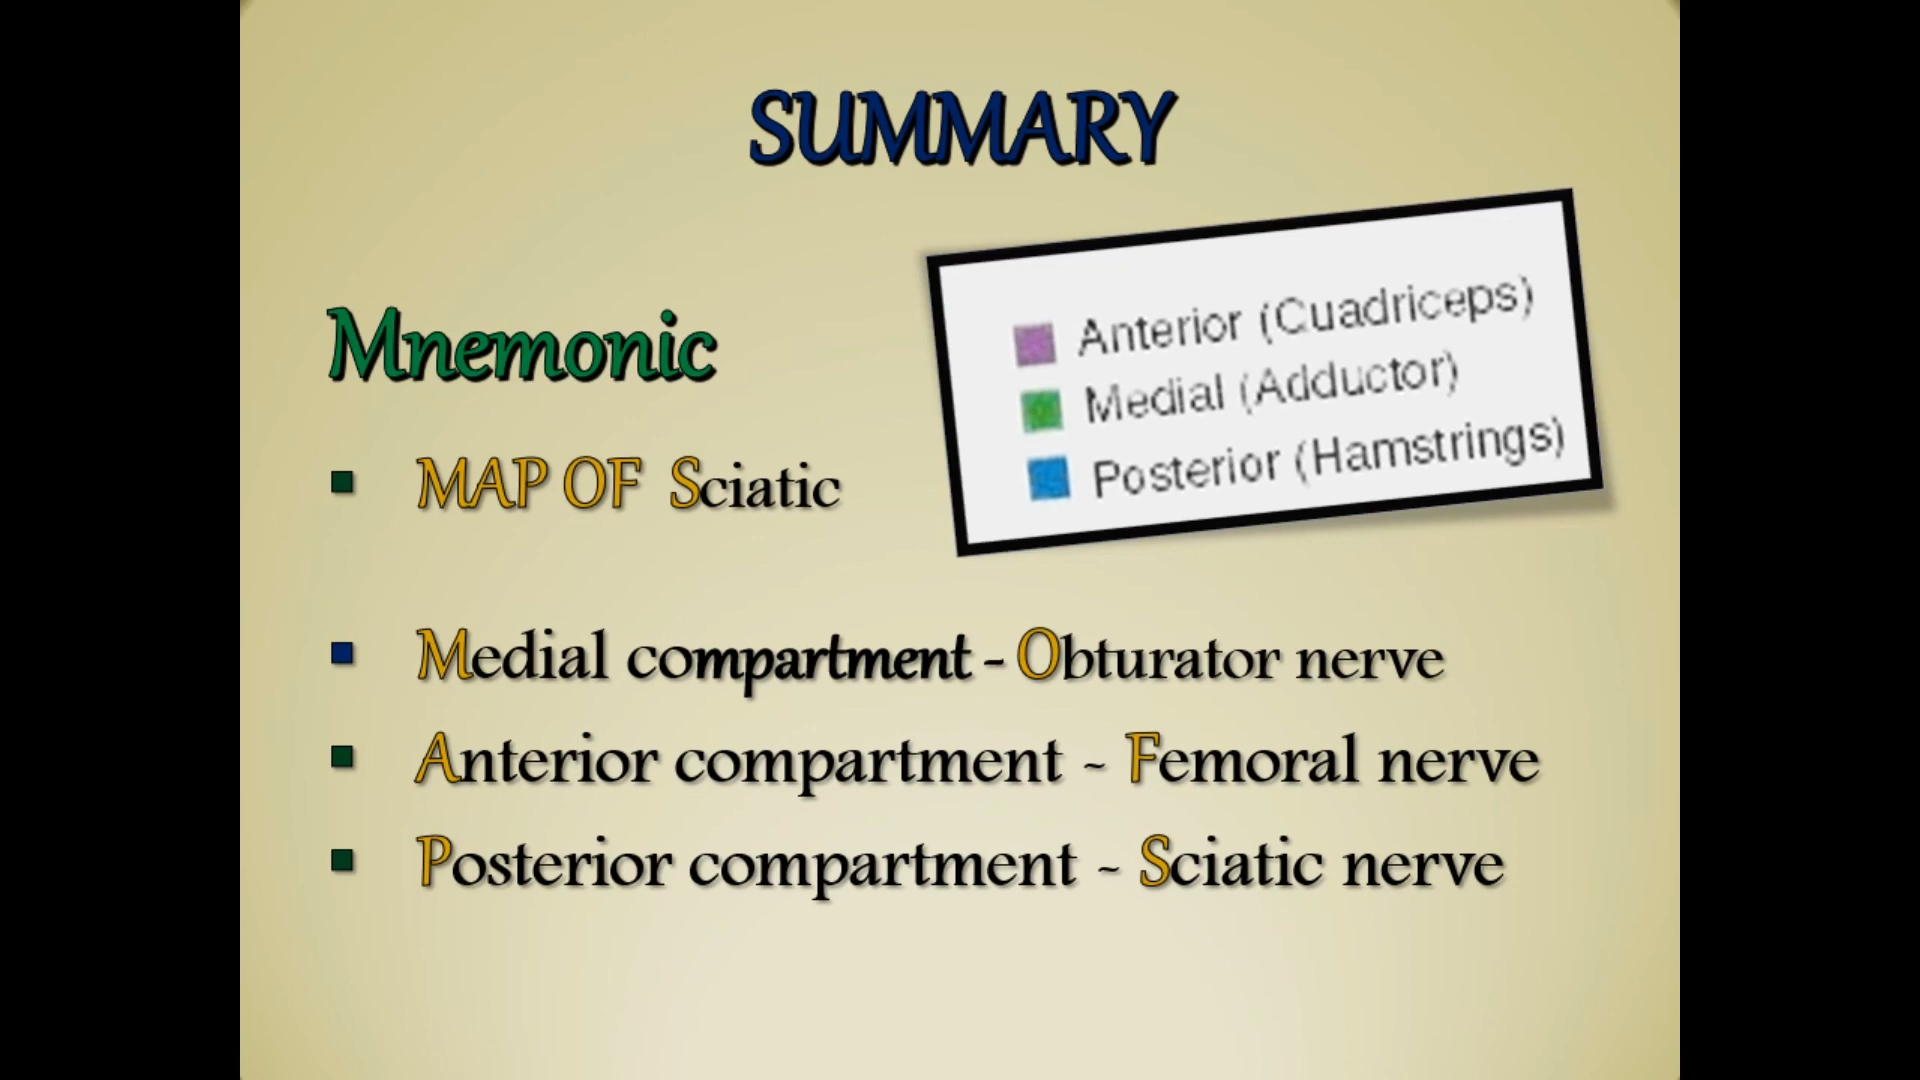 SUMMARY
Anterior (Cuadriceps)
Medial (Adductor)
Posterior (Hamstrings)
Mnemonic
MAP OF Sciatic
Medial compartment - Obturator nerve
Anterior compartment - Femoral nerve
Posterior compartment - Sciatic nerve